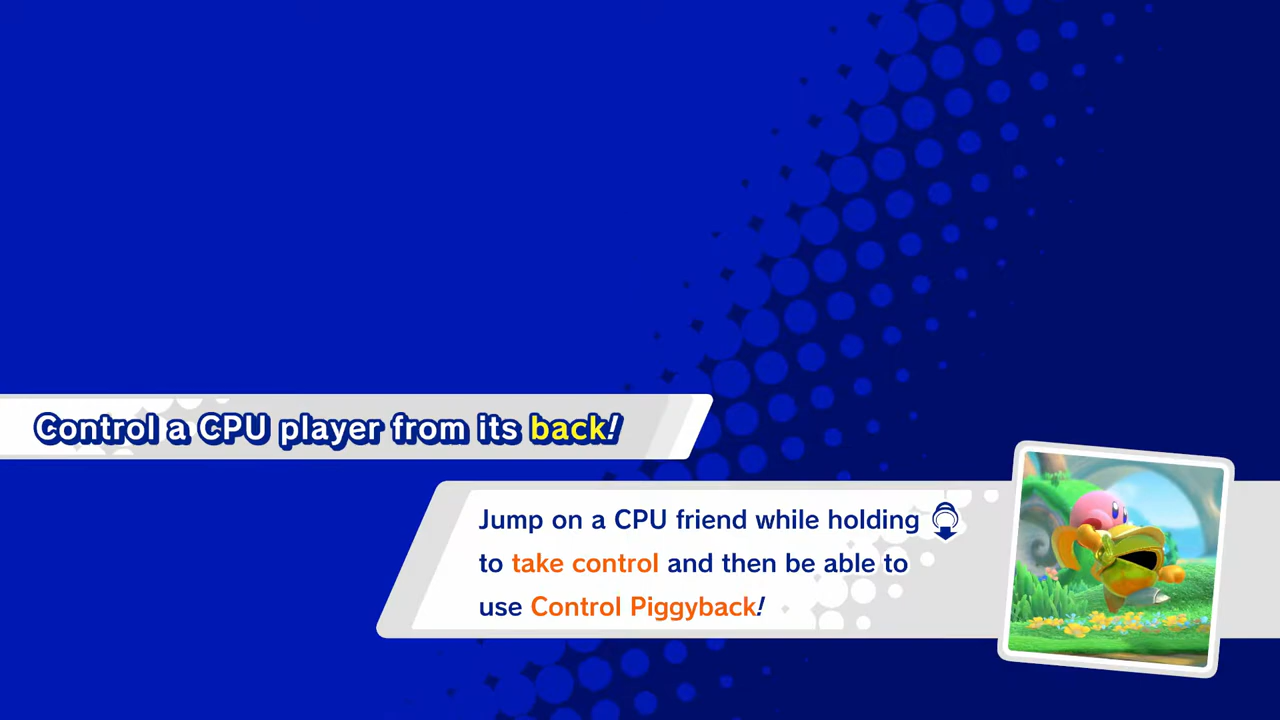 Control a CPU player from its back!
Jump on a CPU friend while holding
to take control and then be able to
use Control Piggyback!